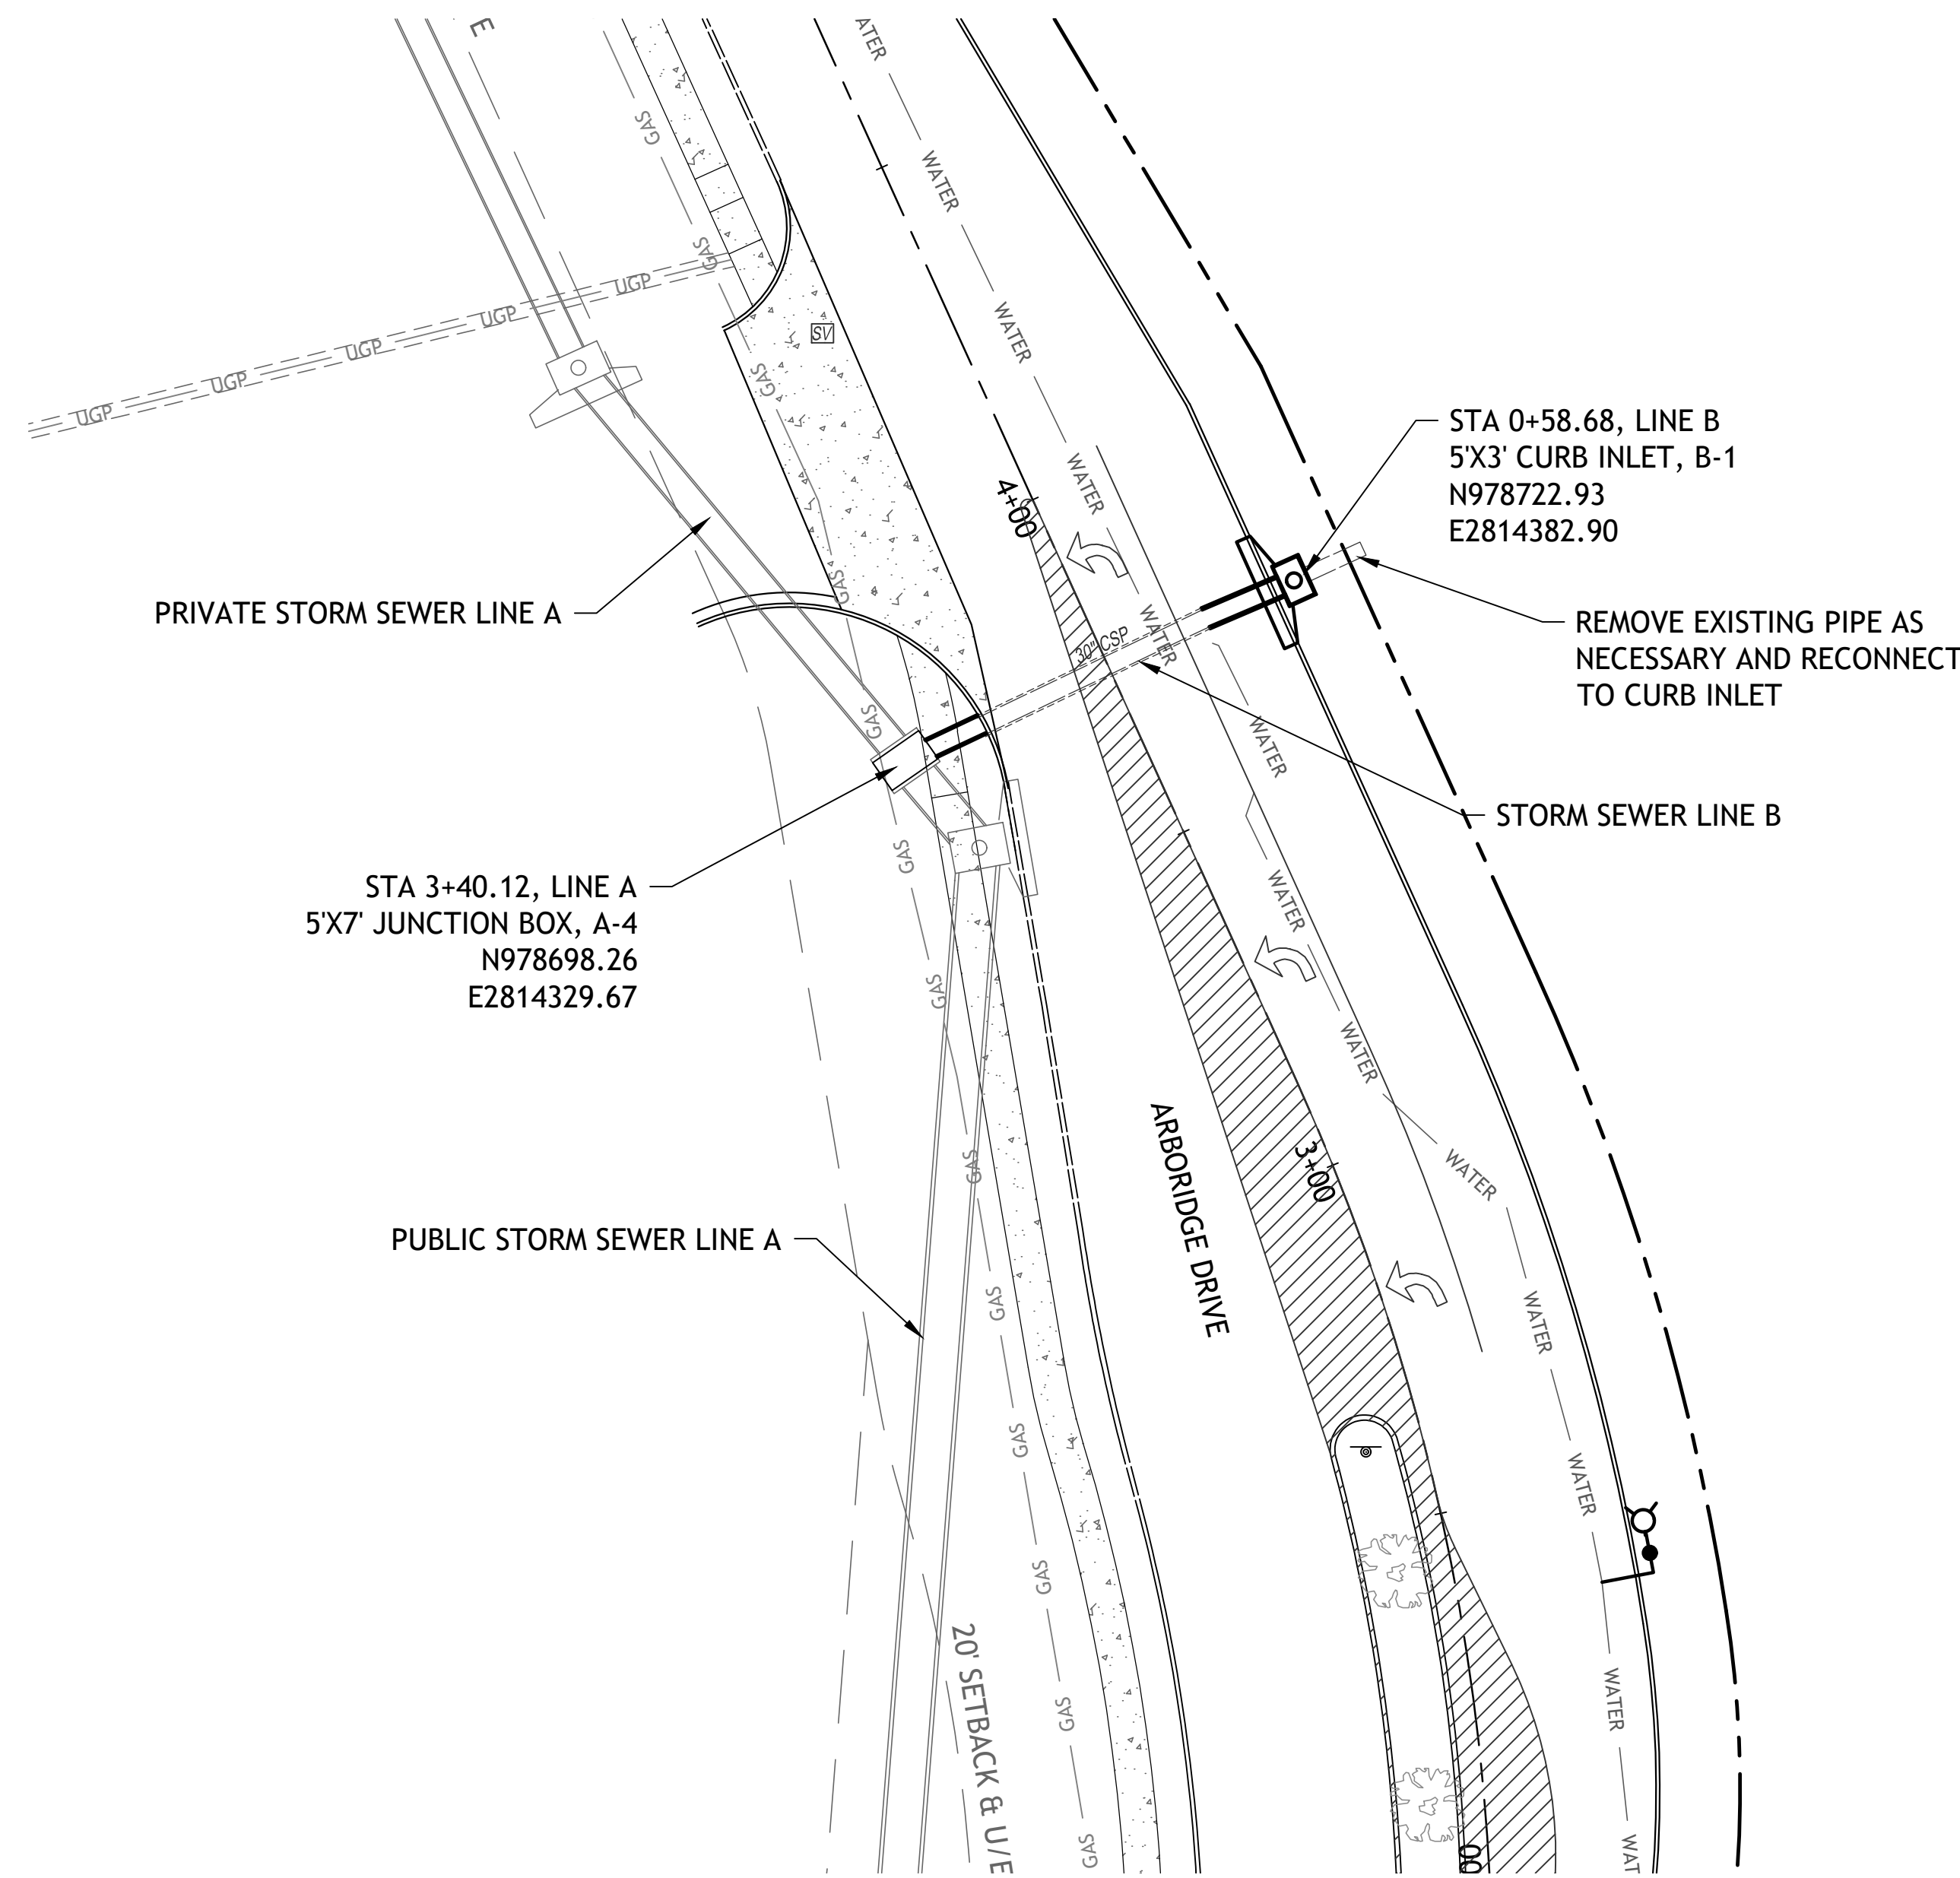 E
ATER
GAS
WATER
GAS
UGP
UGP
UGP
UGP
UGP
SV
WATER
GAS
STA 0+58.68, LINE B
5'X3' CURB INLET, B-1
N978722.93
E2814382.90
4+00
WATER
GAS
PRIVATE STORM SEWER LINE A
30" CSP
WATER
REMOVE EXISTING PIPE AS
NECESSARY AND RECONNECT
TO CURB INLET
GAS
WATER
STORM SEWER LINE B
GAS
STA 3+40.12, LINE A
5'X7' JUNCTION BOX, A-4
N978698.26
E2814329.67
WATER
GAS
WATER
ARBORIDGE DRIVE
GAS
3+00
WATER
PUBLIC STORM SEWER LINE A
GAS
WATER
GAS
WATER
GAS
20' SETBACK & U/E
GAS
WATER
GAS
00
WAT